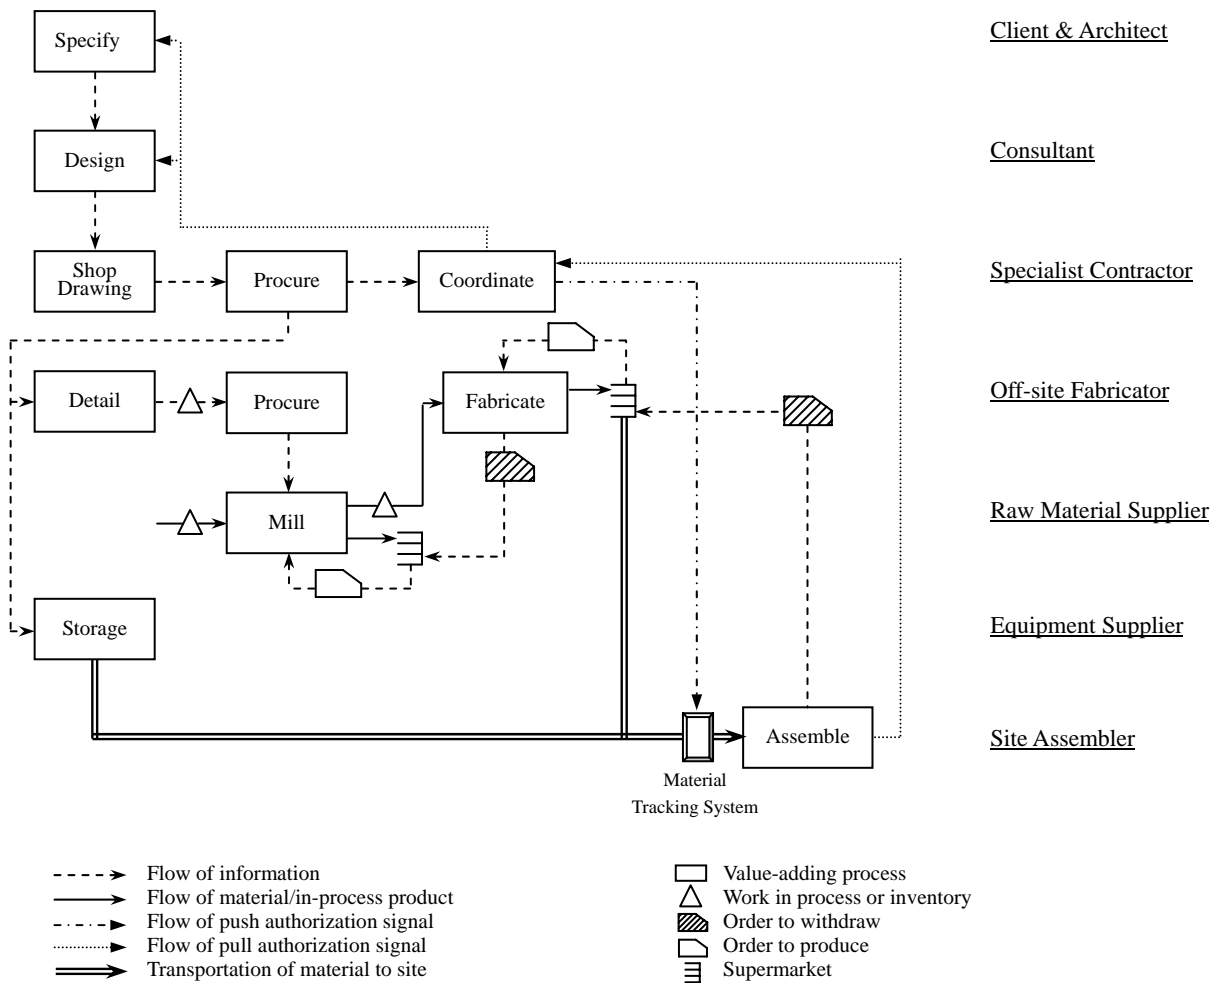 Specify
Client & Architect
Design
Consultant
Shop
Drawing
Procure
Coordinate
Specialist Contractor
Detail
Procure
Fabricate
Off-site Fabricator
Mill
Raw Material Supplier
Storage
Equipment Supplier
Assemble
Site Assembler
Material
Tracking System
Flow of information
Flow of material/in-process product
Flow of push authorization signal
Flow of pull authorization signal
Transportation of material to site
Value-adding process
Work in process or inventory
Order to withdraw
Order to produce
Supermarket